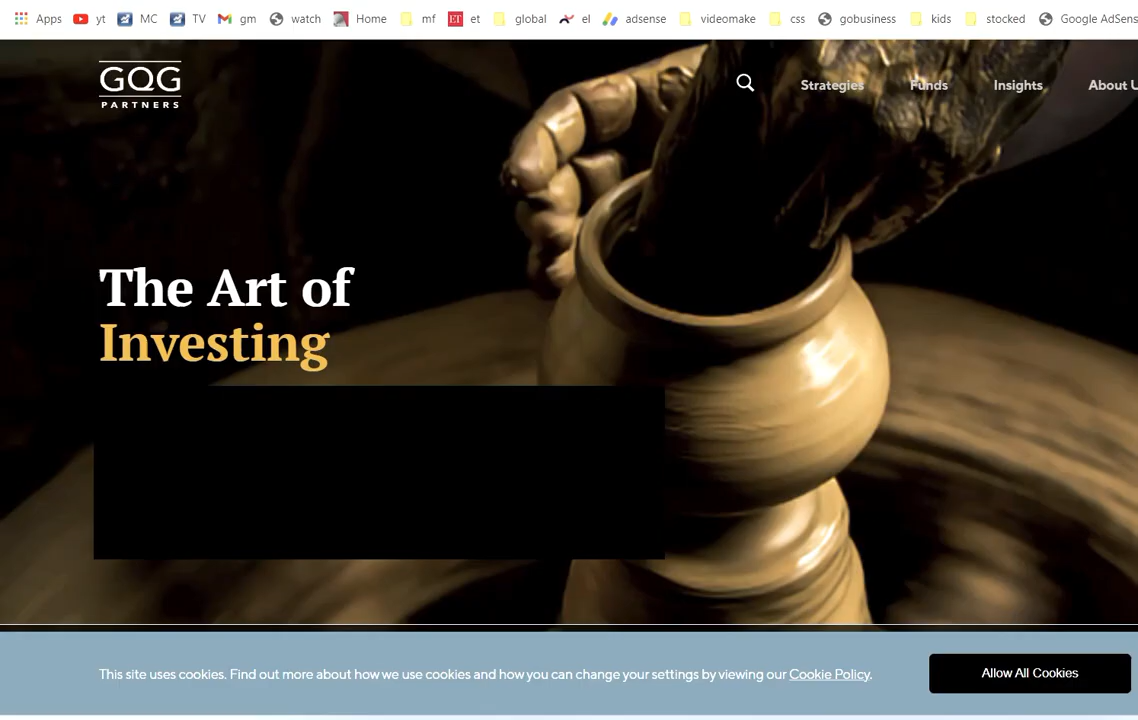 Apps yt MC TV gm watch Home mf ET et global el adsense videomake css gobusiness kids stocked Google AdSens
GQG
PARTNERS
Strategies Funds Insights About U
The Art of
Investing
This site uses cookies. Find out more about how we use cookies and how you can change your settings by viewing our Cookie Policy.
Allow All Cookies